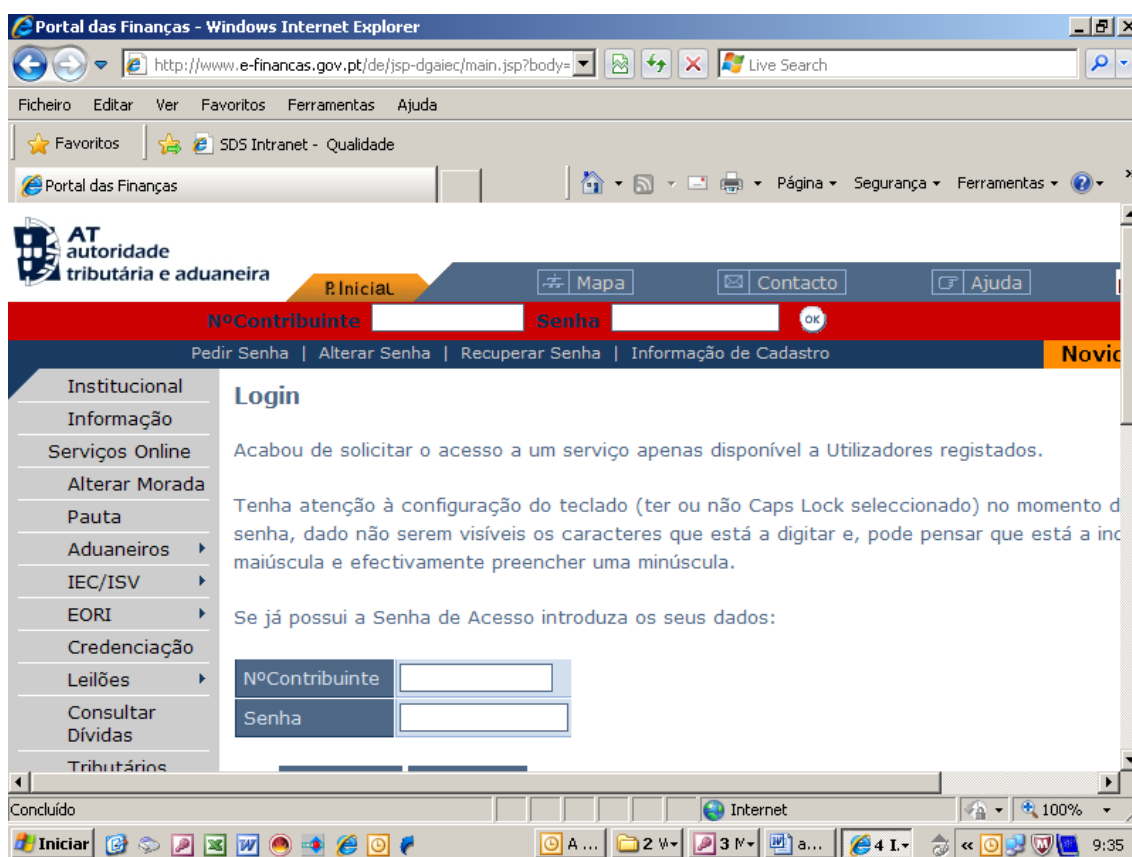 Portal das Finanças - Windows Internet Explorer
http://www.e-financas.gov.pt/de/jsp-dgaiec/main.jsp?body=
Live Search
Ficheiro Editar Ver Favoritos Ferramentas Ajuda
Favoritos SDS Intranet - Qualidade
Portal das Finanças Página Segurança Ferramentas
AT
autoridade
tributária e aduaneira
P.Inicial Mapa Contacto Ajuda
NºContribuinte Senha OK
Pedir Senha | Alterar Senha | Recuperar Senha | Informação de Cadastro
Institucional
Informação
Serviços Online
Alterar Morada
Pauta
Aduaneiros
IEC/ISV
EORI
Credenciação
Leilões
Consultar
Dívidas
Tributários
Login
Acabou de solicitar o acesso a um serviço apenas disponível a Utilizadores registados.
Tenha atenção à configuração do teclado (ter ou não Caps Lock seleccionado) no momento
senha, dado não serem visíveis os caracteres que está a digitar e, pode pensar que está a
maiúscula e efectivamente preencher uma minúscula.
Se já possui a Senha de Acesso introduza os seus dados:
NºContribuinte
Senha
Concluído Internet 100%
Iniciar A ... 2 3 a... 4 I. 9:35